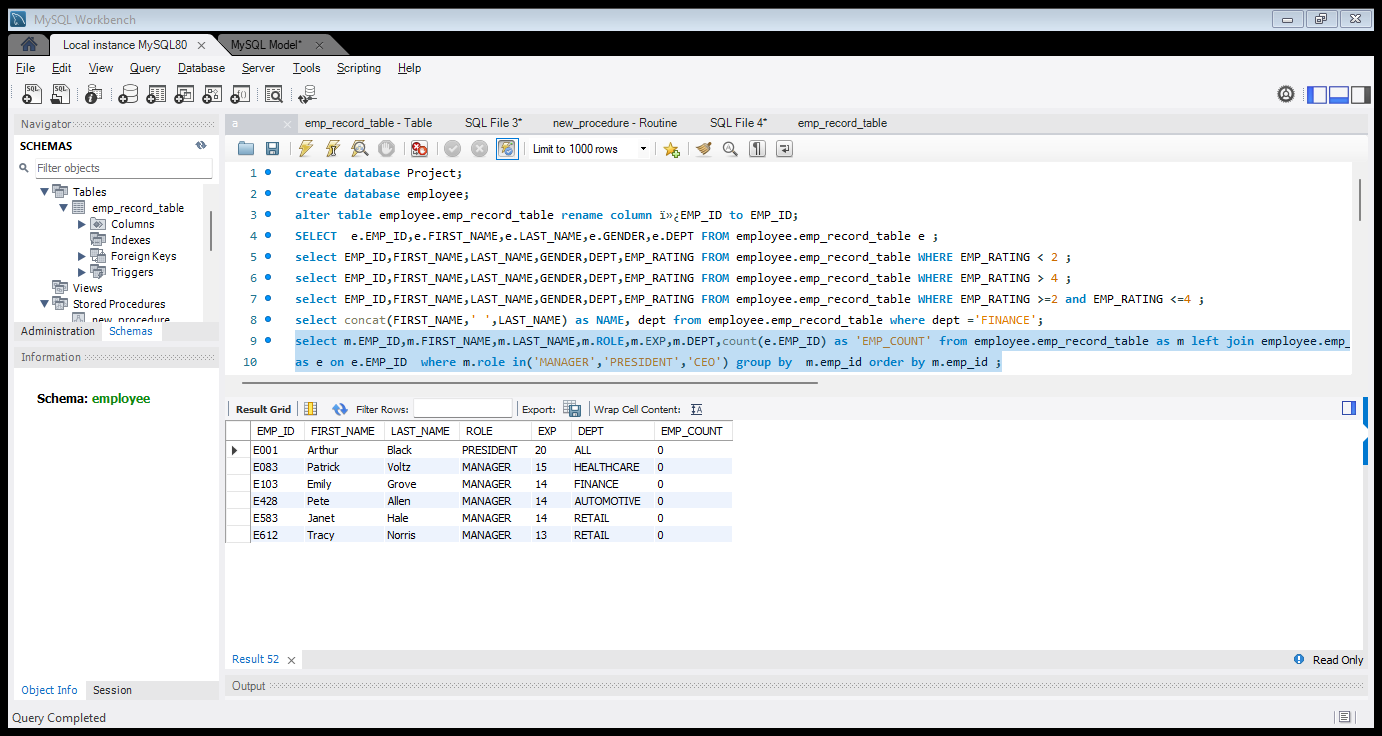 MySQL Workbench
Local instance MySQL80
MySQL Model*
File Edit View Query Database Server Tools Scripting Help
Navigator
SCHEMAS
Filter objects
Tables
emp_record_table
Columns
Indexes
Foreign Keys
Triggers
Views
Stored Procedures
new_procedure
Administration Schemas
Information
Schema: employee
Object Info Session
Query Completed
a emp_record_table - Table SQL File 3* new_procedure - Routine SQL File 4* emp_record_table
Limit to 1000 rows
1 create database Project;
2 create database employee;
3 alter table employee.emp_record_table rename column ï»¿EMP_ID to EMP_ID;
4 SELECT  e.EMP_ID,e.FIRST_NAME,e.LAST_NAME,e.GENDER,e.DEPT FROM employee.emp_record_table e ;
5 select EMP_ID,FIRST_NAME,LAST_NAME,GENDER,DEPT,EMP_RATING FROM employee.emp_record_table WHERE EMP_RATING < 2 ;
6 select EMP_ID,FIRST_NAME,LAST_NAME,GENDER,DEPT,EMP_RATING FROM employee.emp_record_table WHERE EMP_RATING > 4 ;
7 select EMP_ID,FIRST_NAME,LAST_NAME,GENDER,DEPT,EMP_RATING FROM employee.emp_record_table WHERE EMP_RATING >=2 and EMP_RATING <=4 ;
8 select concat(FIRST_NAME,' ',LAST_NAME) as NAME, dept from employee.emp_record_table where dept ='FINANCE';
9 select m.EMP_ID,m.FIRST_NAME,m.LAST_NAME,m.ROLE,m.EXP,m.DEPT,count(e.EMP_ID) as 'EMP_COUNT' from employee.emp_record_table as m left join employee.emp_
10 as e on e.EMP_ID  where m.role in('MANAGER','PRESIDENT','CEO') group by  m.emp_id order by m.emp_id ;
Result Grid Filter Rows: Export: Wrap Cell Content:
EMP_ID FIRST_NAME LAST_NAME ROLE EXP DEPT EMP_COUNT
E001 Arthur Black PRESIDENT 20 ALL 0
E083 Patrick Voltz MANAGER 15 HEALTHCARE 0
E103 Emily Grove MANAGER 14 FINANCE 0
E428 Pete Allen MANAGER 14 AUTOMOTIVE 0
E583 Janet Hale MANAGER 14 RETAIL 0
E612 Tracy Norris MANAGER 13 RETAIL 0
Result 52
Read Only
Output